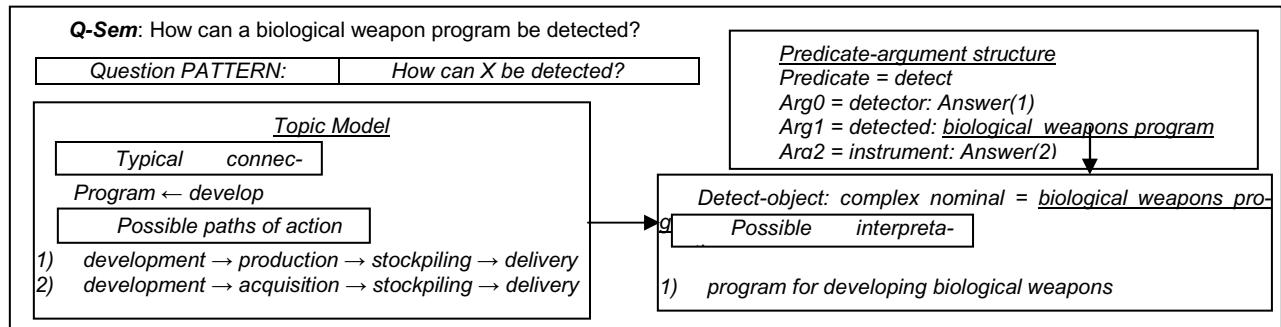 Q-Sem: How can a biological weapon program be detected?
Question PATTERN: How can X be detected?
Predicate-argument structure
Predicate = detect
Arg0 = detector: Answer(1)
Arg1 = detected: biological weapons program
Arg2 = instrument: Answer(2)
Topic Model
Typical connec-
Program ← develop
Possible paths of action
1) development → production → stockpiling → delivery
2) development → acquisition → stockpiling → delivery
Detect-object: complex nominal = biological weapons pro-
g
Possible interpreta-
1) program for developing biological weapons